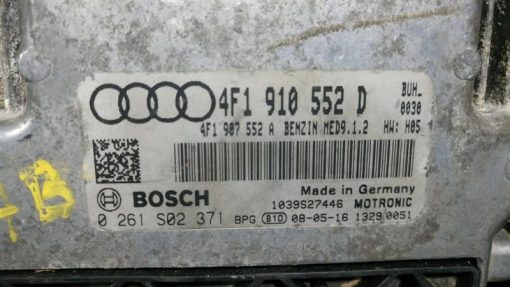 4F1 910 552 D BUH_
0030
4F1 907 552 A BENZIN MED9.1.2 HW: H05
BOSCH
Made in Germany
1039S27446 MOTRONIC
0 261 S02 371 BPG 810 08-05-16 1329 0051